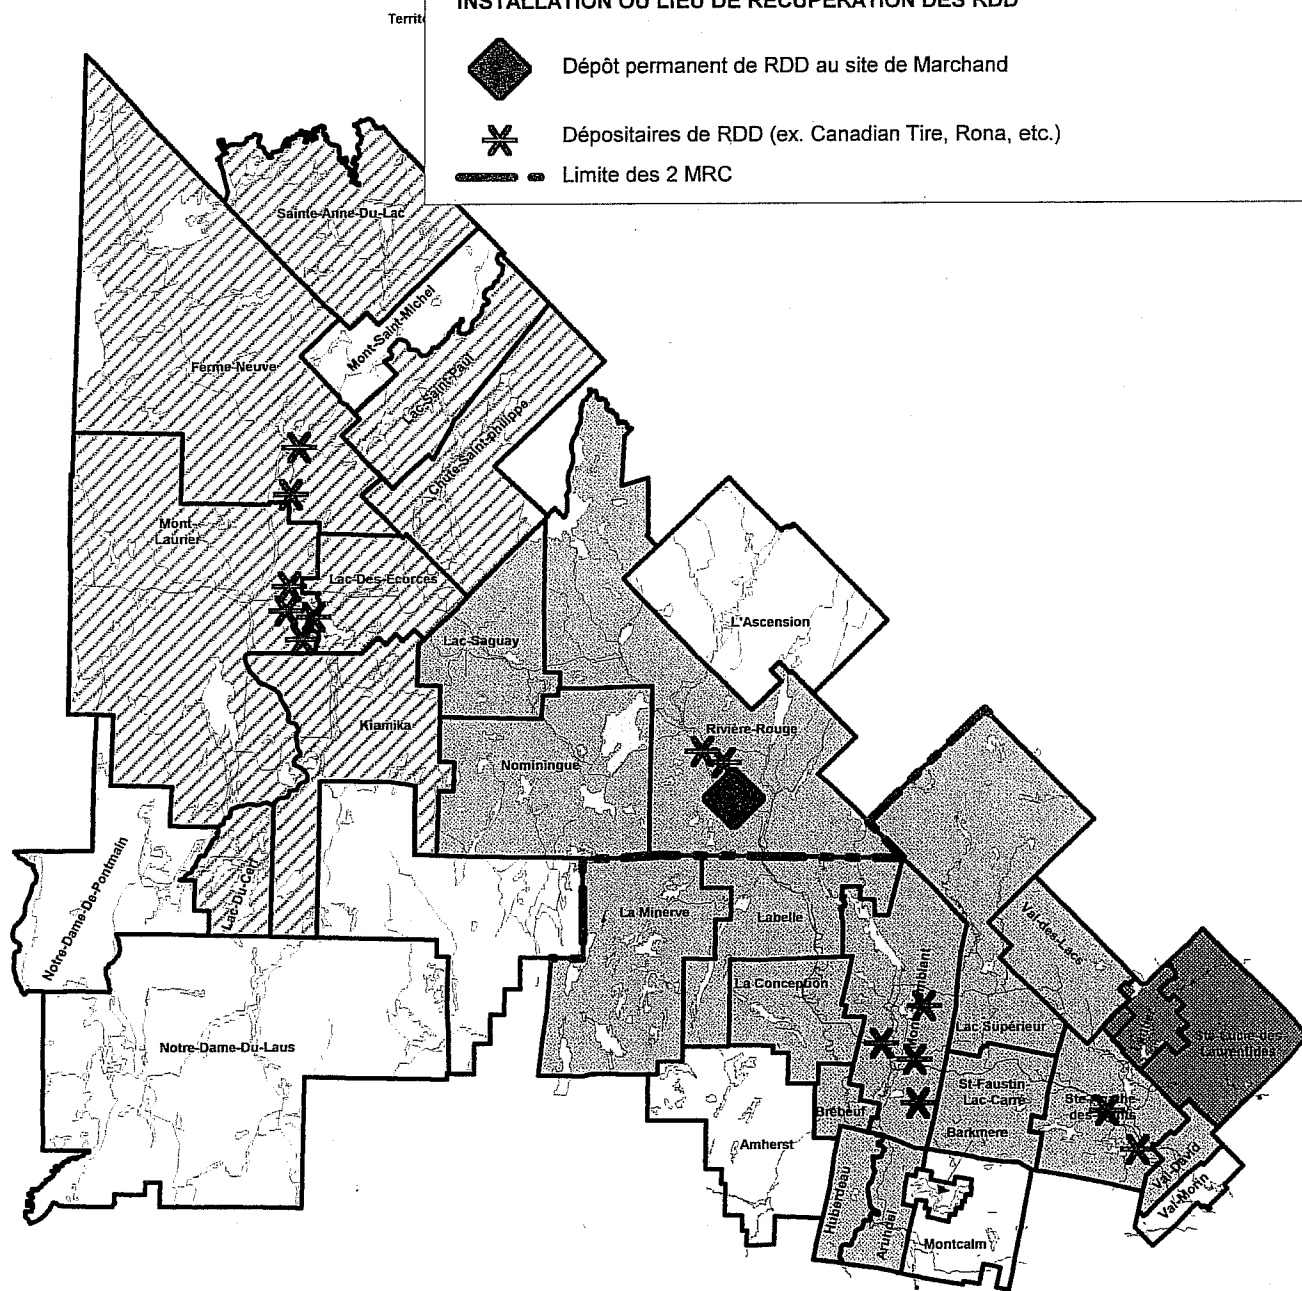 INSTALLATION OU LIEU DE RÉCUPÉRATION DES RDD
Territo
Dépôt permanent de RDD au site de Marchand
Dépositaires de RDD (ex. Canadian Tire, Rona, etc.)
Limite des 2 MRC
Sainte-Anne-Du-Lac
Mont-Saint-Michel
Ferme-Neuve
Lac-Saint-Paul
Chute-Saint-philippe
Mont-
Laurier
Lac-Des-Écorces
L'Ascension
Lac-Saguay
Kiamika
Rivière-Rouge
Nominingue
Notre-Dame-De-Pontmain
Lac-Du-Cerf
La Minerve
Labelle
Val-des-Lacs
La Conception
Lac Supérieur
Notre-Dame-Du-Laus
Laurentides
St-Faustin-
Lac-Carré
Brébeuf
Barkmere
Amherst
Val-David
Val-Morin
Huberdeau
Arundel
Montcalm